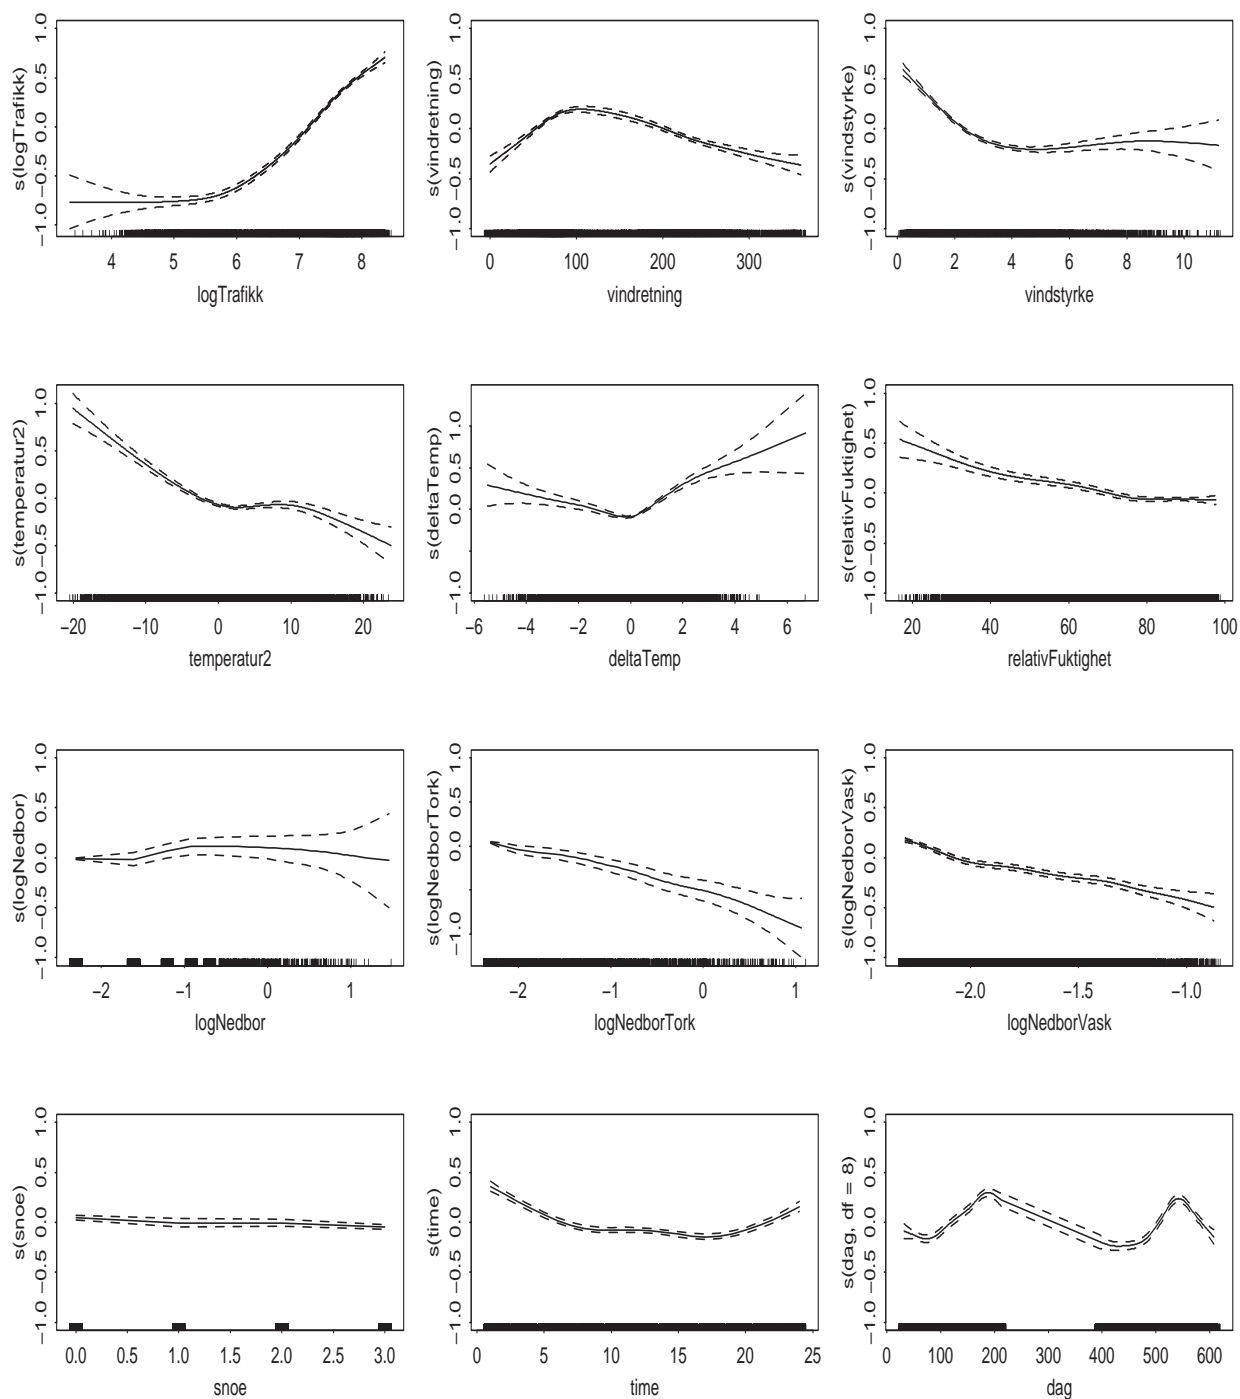 s(logTrafikk)
−1.0 −0.5 0.0 0.5 1.0
4 5 6 7 8
logTrafikk
s(vindretning)
−1.0 −0.5 0.0 0.5 1.0
0 100 200 300
vindretning
s(vindstyrke)
−1.0 −0.5 0.0 0.5 1.0
0 2 4 6 8 10
vindstyrke
s(temperatur2)
−1.0 −0.5 0.0 0.5 1.0
−20 −10 0 10 20
temperatur2
s(deltaTemp)
−1.0 0.0 0.5 1.0
−6 −4 −2 0 2 4 6
deltaTemp
s(relativFuktighet)
−1.0 −0.5 0.0 0.5 1.0
20 40 60 80 100
relativFuktighet
s(logNedbor)
−1.0 −0.5 0.0 0.5 1.0
−2 −1 0 1
logNedbor
s(logNedborTork)
−1.0 0.0 0.5 1.0
−2 −1 0 1
logNedborTork
s(logNedborVask)
−1.0 −0.5 0.0 0.5 1.0
−2.0 −1.5 −1.0
logNedborVask
s(snoe)
−1.0 −0.5 0.0 0.5 1.0
0.0 0.5 1.0 1.5 2.0 2.5 3.0
snoe
s(time)
−1.0 −0.5 0.0 0.5 1.0
0 5 10 15 20 25
time
s(dag, df = 8)
−1.0 −0.5 0.0 0.5 1.0
0 100 200 300 400 500 600
dag